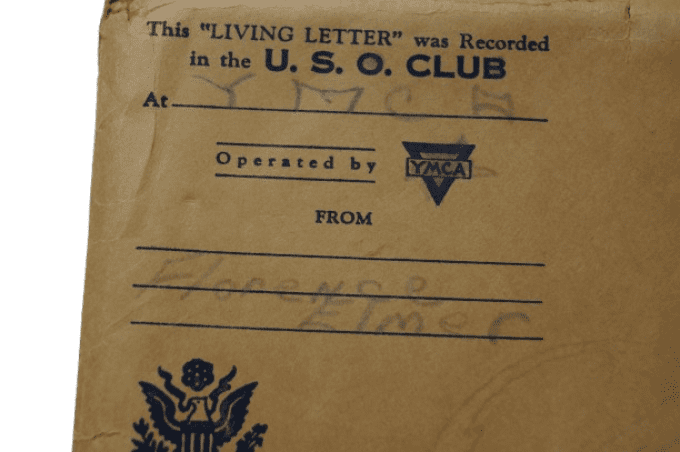 This "LIVING LETTER" was Recorded
in the U. S. O. CLUB
At YMCA
Operated by YMCA
FROM
Florence
Elmer